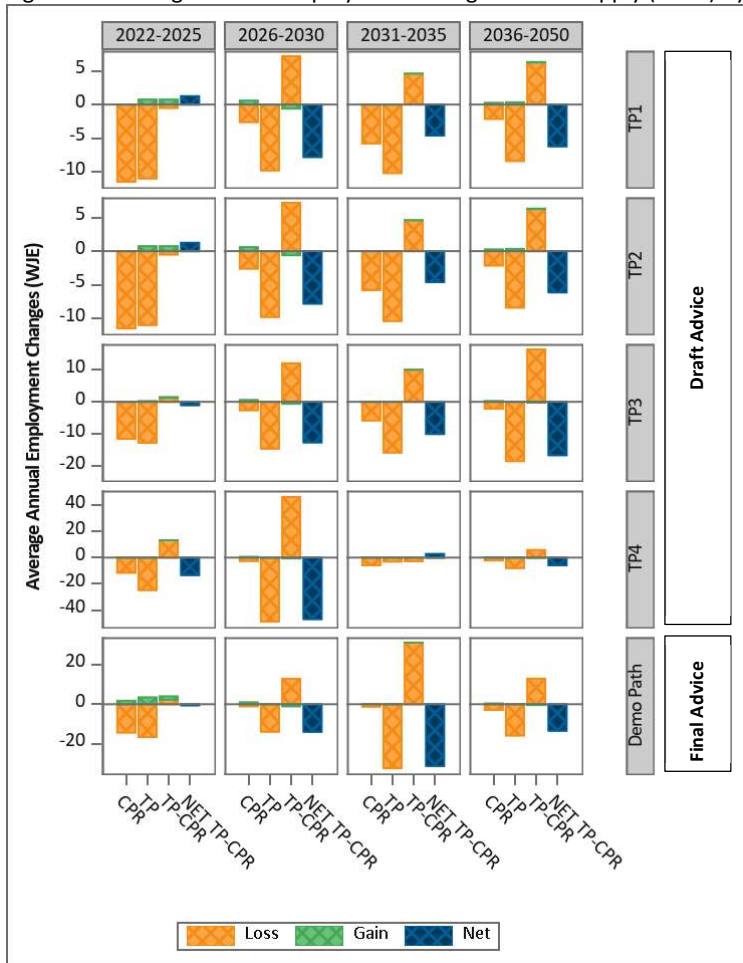 2022-2025 2026-2030 2031-2035 2036-2050
Average Annual Employment Changes (WJE)
5
0
-5
-10
TP1
5
0
-5
-10
TP2
10
0
-10
-20
TP3
40
20
0
-20
-40
TP4
20
0
-20
Demo Path
Draft Advice
Final Advice
CPR TP TP-CPR NET TP-CPR CPR TP TP-CPR NET TP-CPR CPR TP TP-CPR NET TP-CPR CPR TP TP-CPR NET TP-CPR
Loss Gain Net